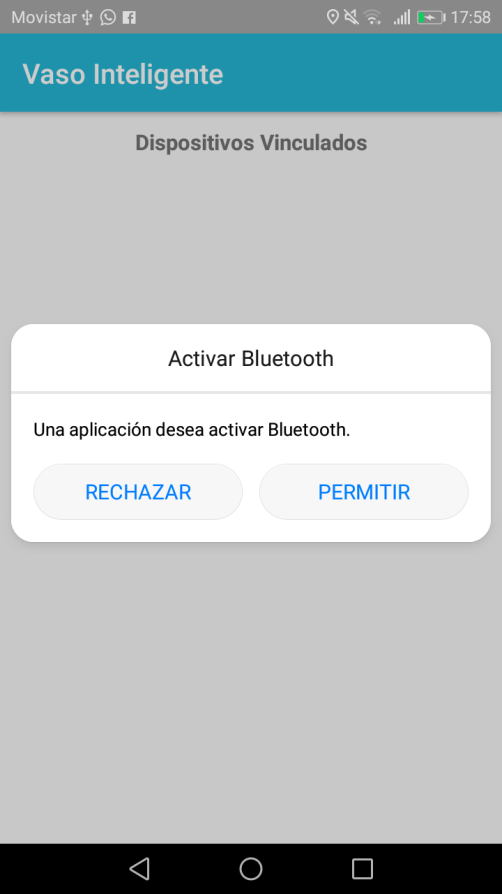 Movistar 17:58
Vaso Inteligente
Dispositivos Vinculados
Activar Bluetooth
Una aplicación desea activar Bluetooth.
RECHAZAR PERMITIR